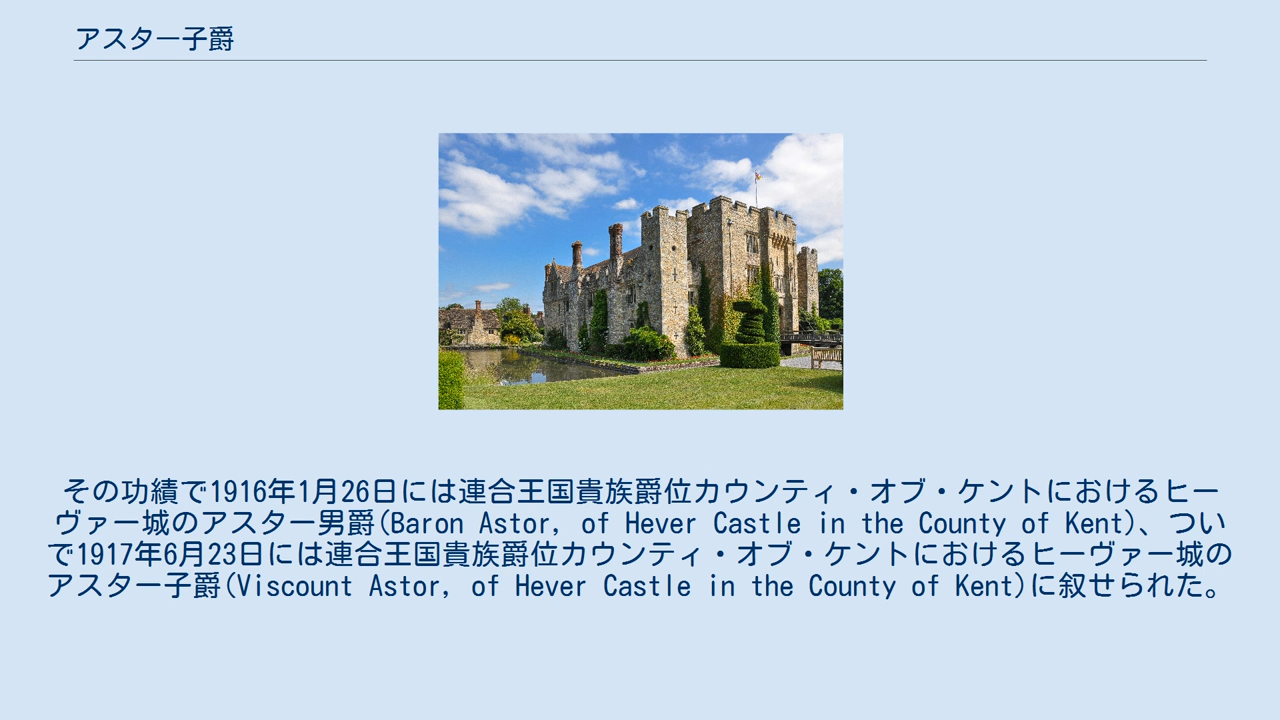 アスター子爵
その功績で1916年1月26日には連合王国貴族爵位カウンティ・オブ・ケントにおけるヒー
ヴァー城のアスター男爵(Baron Astor, of Hever Castle in the County of Kent)、つい
で1917年6月23日には連合王国貴族爵位カウンティ・オブ・ケントにおけるヒーヴァー城の
アスター子爵(Viscount Astor, of Hever Castle in the County of Kent)に叙せられた。